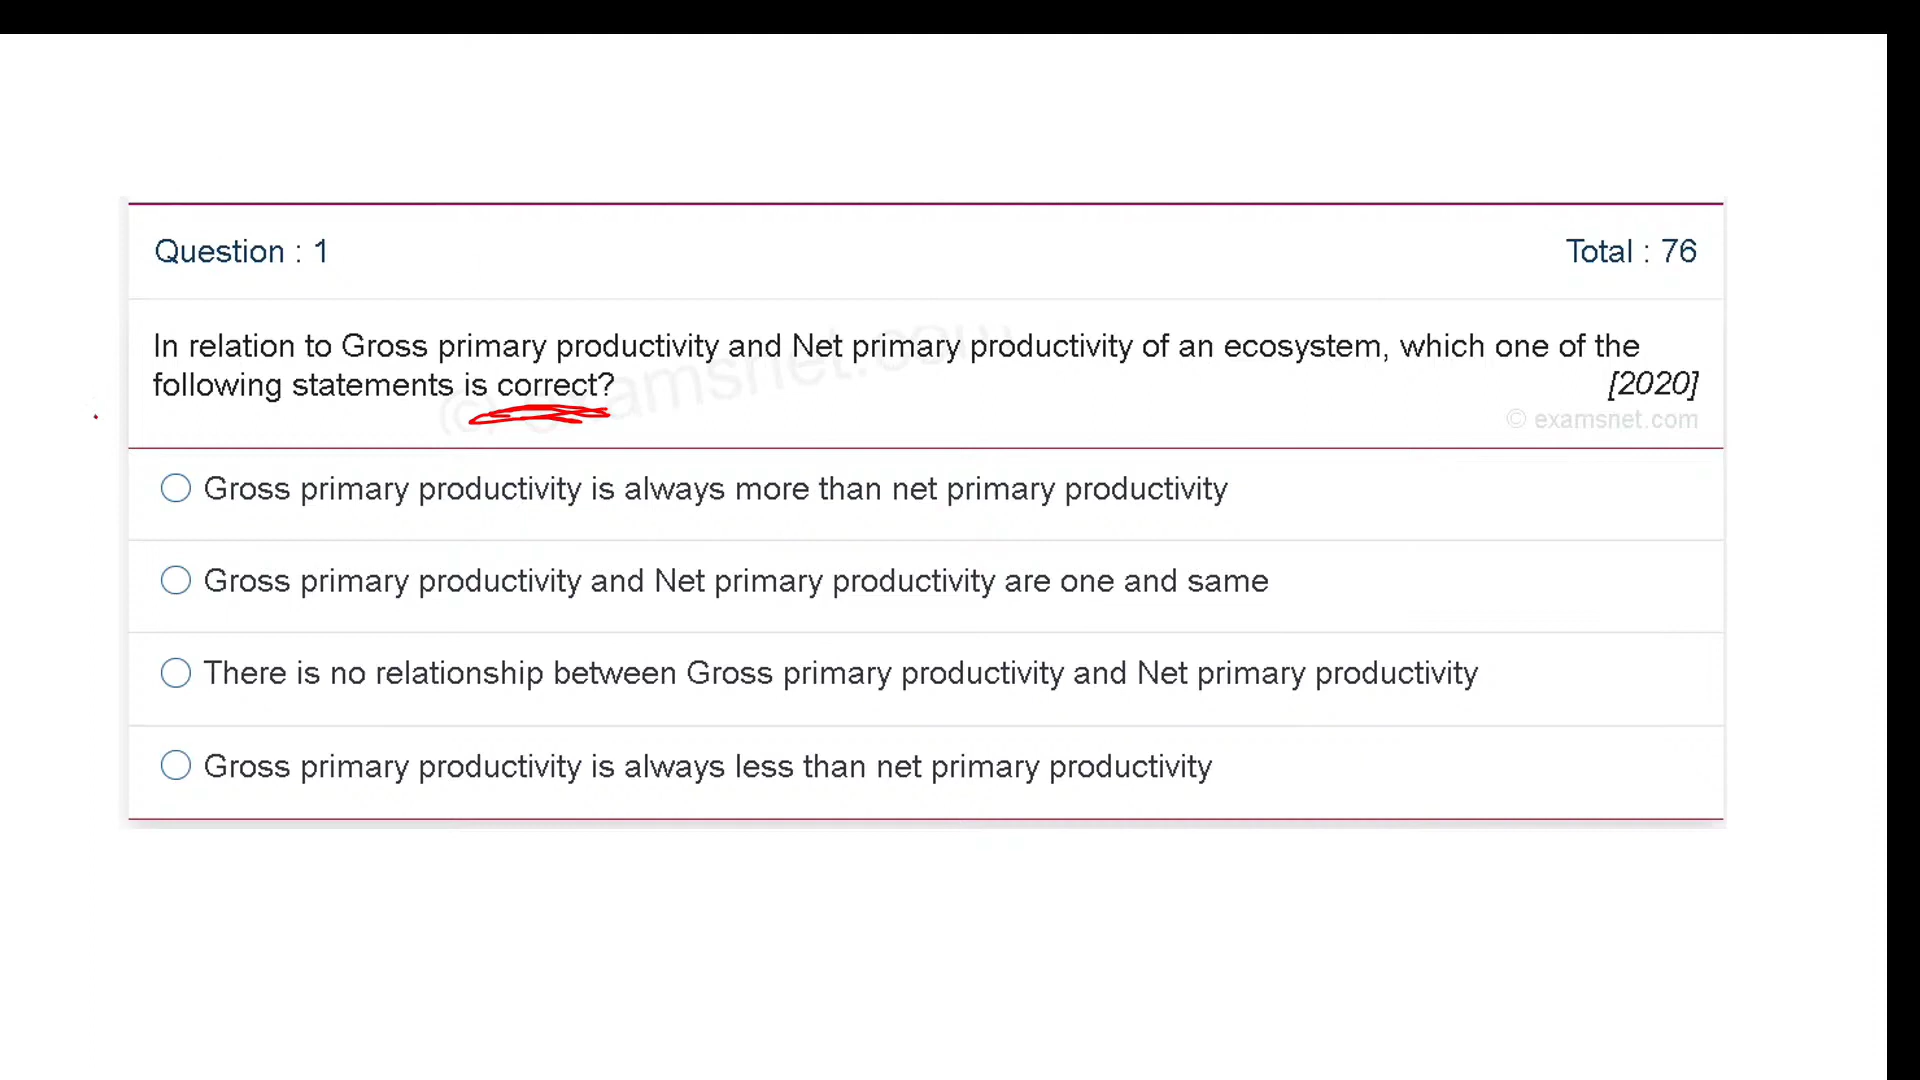 Question : 1
Total : 76
In relation to Gross primary productivity and Net primary productivity of an ecosystem, which one of the
following statements is correct?
[2020]
© examsnet.com
© examsnet.com
Gross primary productivity is always more than net primary productivity
Gross primary productivity and Net primary productivity are one and same
There is no relationship between Gross primary productivity and Net primary productivity
Gross primary productivity is always less than net primary productivity